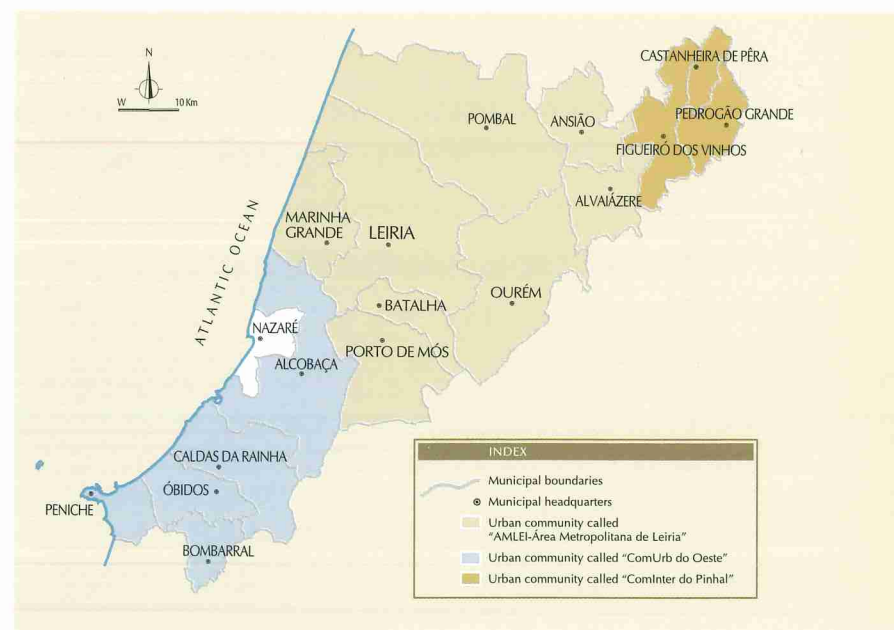 N
W
10 Km
CASTANHEIRA DE PÊRA
POMBAL
ANSIÃO
PEDROGÃO GRANDE
FIGUEIRÓ DOS VINHOS
ALVAIÁZERE
MARINHA
GRANDE
LEIRIA
ATLANTIC OCEAN
OURÉM
BATALHA
NAZARÉ
PORTO DE MÓS
ALCOBAÇA
CALDAS DA RAINHA
ÓBIDOS
PENICHE
BOMBARRAL
INDEX
Municipal boundaries
Municipal headquarters
Urban community called
"AMLEI-Área Metropolitana de Leiria"
Urban community called "ComUrb do Oeste"
Urban community called "ComInter do Pinhal"